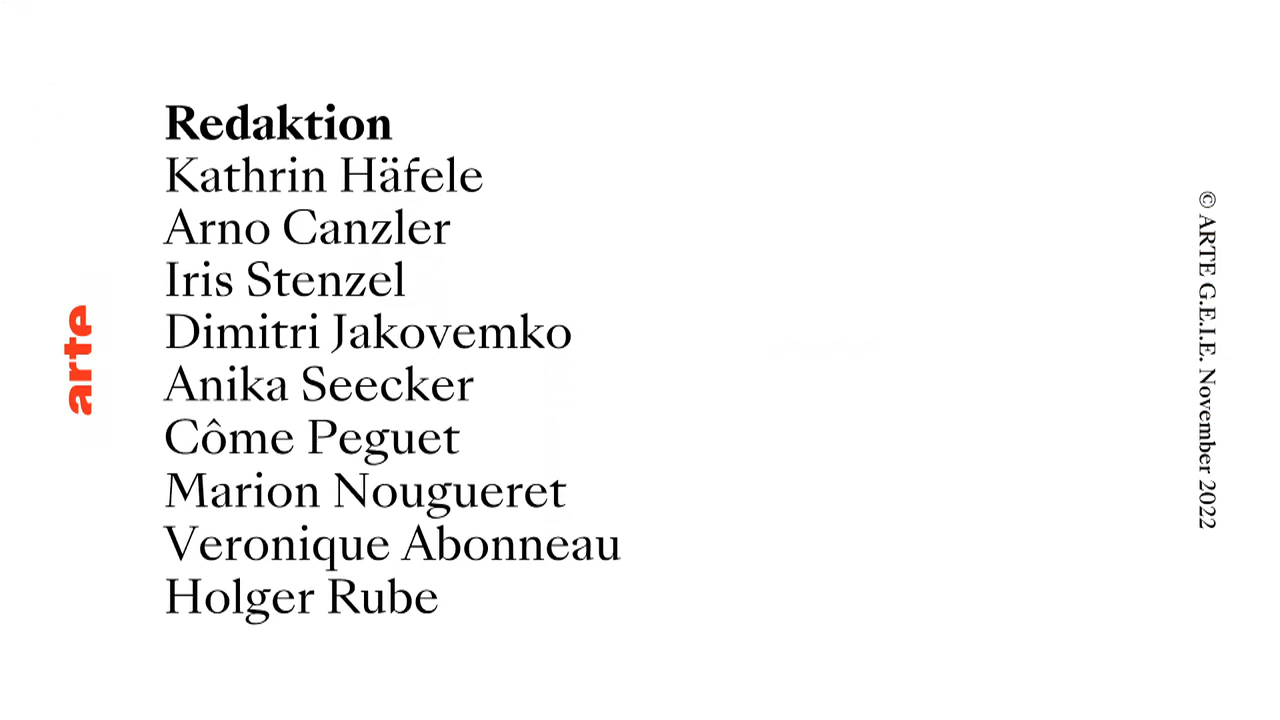 Redaktion
Kathrin Häfele
Arno Canzler
Iris Stenzel
Dimitri Jakovemko
Anika Seecker
Côme Peguet
Marion Nougueret
Veronique Abonneau
Holger Rube
arte
© ARTE G.E.I.E. November 2022